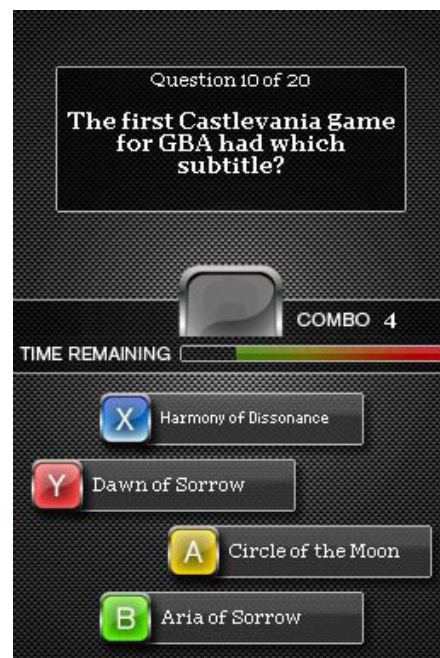 Question 10 of 20
The first Castlevania game
for GBA had which
subtitle?
COMBO 4
TIME REMAINING
X Harmony of Dissonance
Y Dawn of Sorrow
A Circle of the Moon
B Aria of Sorrow